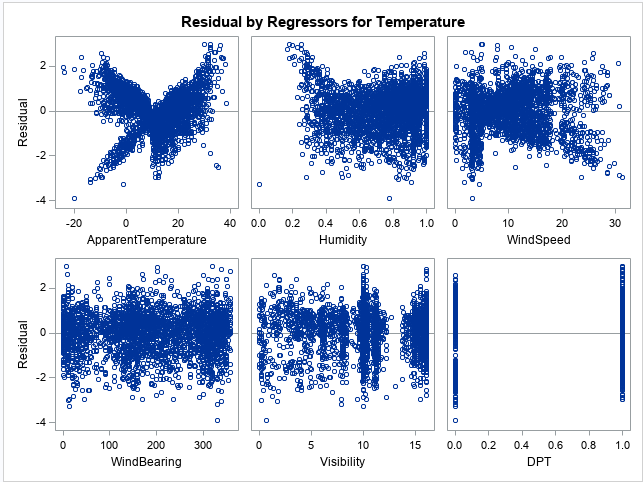 Residual by Regressors for Temperature
Residual
2
0
-2
-4
-20 0 20 40
ApparentTemperature
0.0 0.2 0.4 0.6 0.8 1.0
Humidity
0 10 20 30
WindSpeed
Residual
2
0
-2
-4
0 100 200 300
WindBearing
0 5 10 15
Visibility
0.0 0.2 0.4 0.6 0.8 1.0
DPT